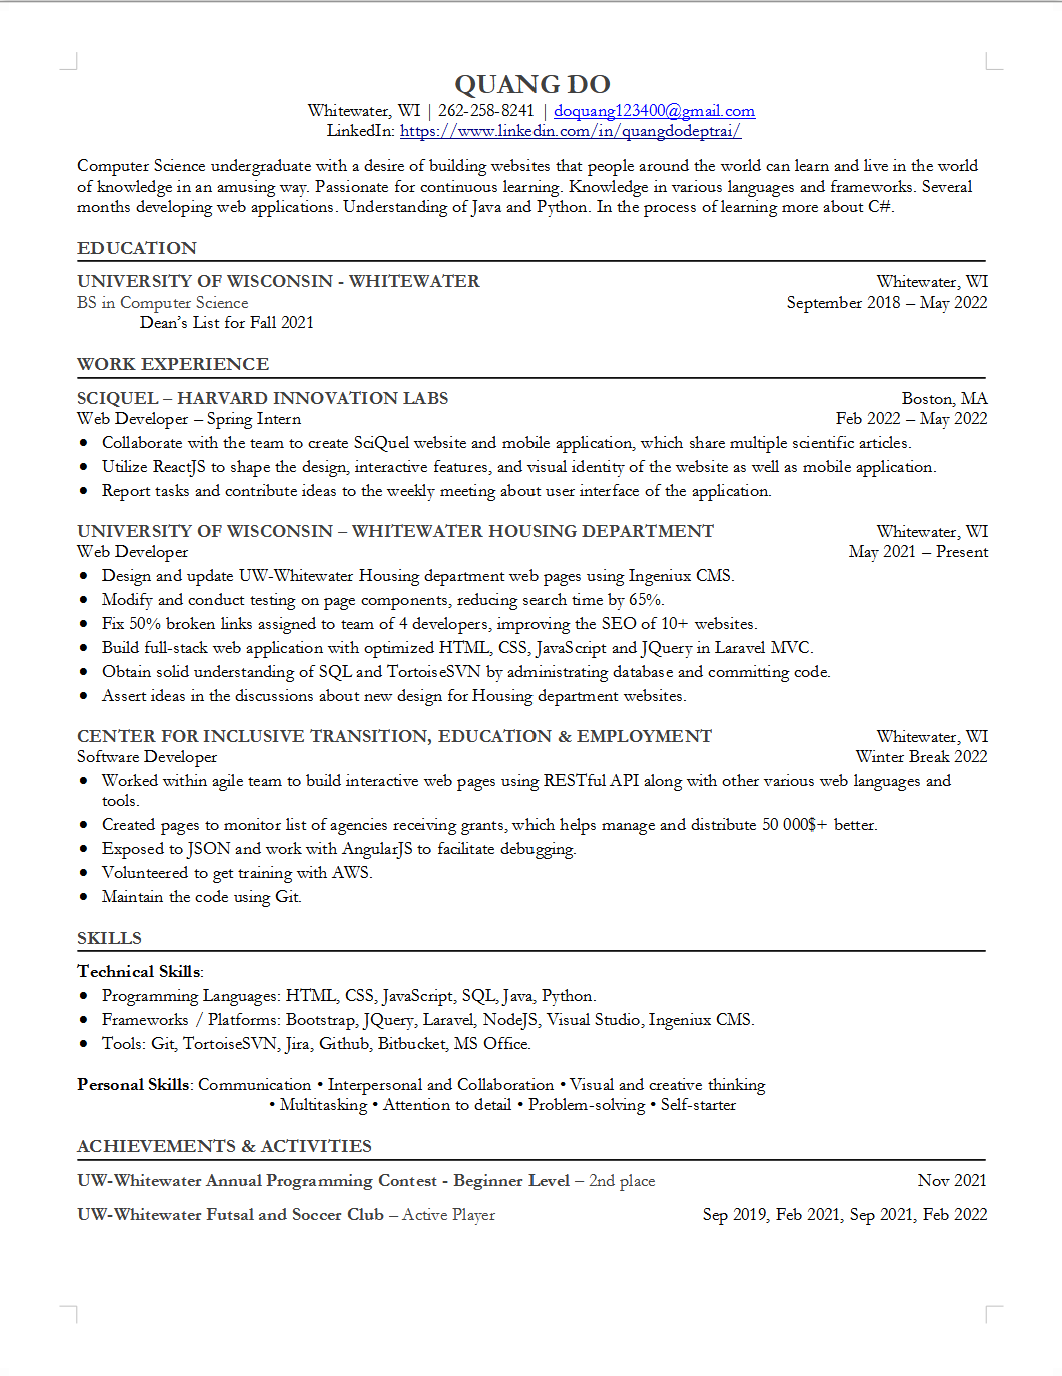 QUANG DO
Whitewater, WI | 262-258-8241 | doquang123400@gmail.com
LinkedIn: https://www.linkedin.com/in/quangdodeptrai/
Computer Science undergraduate with a desire of building websites that people around the world can learn and live in the world
of knowledge in an amusing way. Passionate for continuous learning. Knowledge in various languages and frameworks. Several
months developing web applications. Understanding of Java and Python. In the process of learning more about C#.
EDUCATION
UNIVERSITY OF WISCONSIN - WHITEWATER Whitewater, WI
BS in Computer Science September 2018 – May 2022
Dean's List for Fall 2021
WORK EXPERIENCE
SCIQUEL – HARVARD INNOVATION LABS Boston, MA
Web Developer – Spring Intern Feb 2022 – May 2022
• Collaborate with the team to create SciQuel website and mobile application, which share multiple scientific articles.
• Utilize ReactJS to shape the design, interactive features, and visual identity of the website as well as mobile application.
• Report tasks and contribute ideas to the weekly meeting about user interface of the application.
UNIVERSITY OF WISCONSIN – WHITEWATER HOUSING DEPARTMENT Whitewater, WI
Web Developer May 2021 – Present
• Design and update UW-Whitewater Housing department web pages using Ingeniux CMS.
• Modify and conduct testing on page components, reducing search time by 65%.
• Fix 50% broken links assigned to team of 4 developers, improving the SEO of 10+ websites.
• Build full-stack web application with optimized HTML, CSS, JavaScript and JQuery in Laravel MVC.
• Obtain solid understanding of SQL and TortoiseSVN by administrating database and committing code.
• Assert ideas in the discussions about new design for Housing department websites.
CENTER FOR INCLUSIVE TRANSITION, EDUCATION & EMPLOYMENT Whitewater, WI
Software Developer Winter Break 2022
• Worked within agile team to build interactive web pages using RESTful API along with other various web languages and
tools.
• Created pages to monitor list of agencies receiving grants, which helps manage and distribute 50 000$+ better.
• Exposed to JSON and work with AngularJS to facilitate debugging.
• Volunteered to get training with AWS.
• Maintain the code using Git.
SKILLS
Technical Skills:
• Programming Languages: HTML, CSS, JavaScript, SQL, Java, Python.
• Frameworks / Platforms: Bootstrap, JQuery, Laravel, NodeJS, Visual Studio, Ingeniux CMS.
• Tools: Git, TortoiseSVN, Jira, Github, Bitbucket, MS Office.
Personal Skills: Communication • Interpersonal and Collaboration • Visual and creative thinking
• Multitasking • Attention to detail • Problem-solving • Self-starter
ACHIEVEMENTS & ACTIVITIES
UW-Whitewater Annual Programming Contest - Beginner Level – 2nd place Nov 2021
UW-Whitewater Futsal and Soccer Club – Active Player Sep 2019, Feb 2021, Sep 2021, Feb 2022